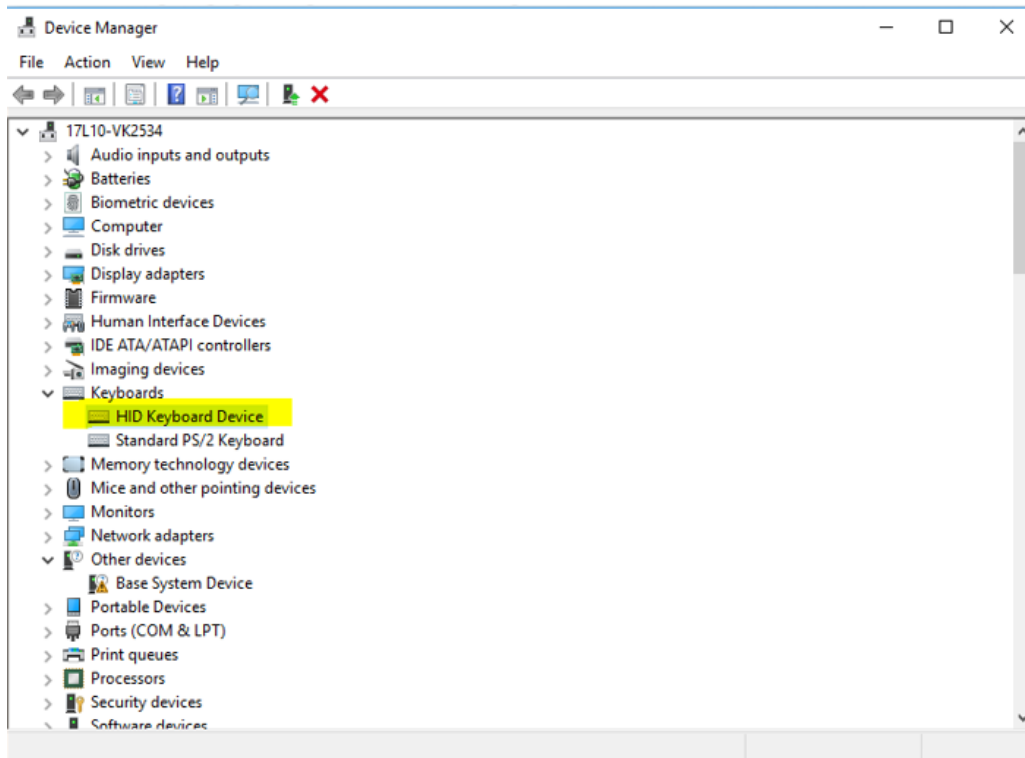 Device Manager
File Action View Help
17L10-VK2534
Audio inputs and outputs
Batteries
Biometric devices
Computer
Disk drives
Display adapters
Firmware
Human Interface Devices
IDE ATA/ATAPI controllers
Imaging devices
Keyboards
HID Keyboard Device
Standard PS/2 Keyboard
Memory technology devices
Mice and other pointing devices
Monitors
Network adapters
Other devices
Base System Device
Portable Devices
Ports (COM & LPT)
Print queues
Processors
Security devices
Software devices